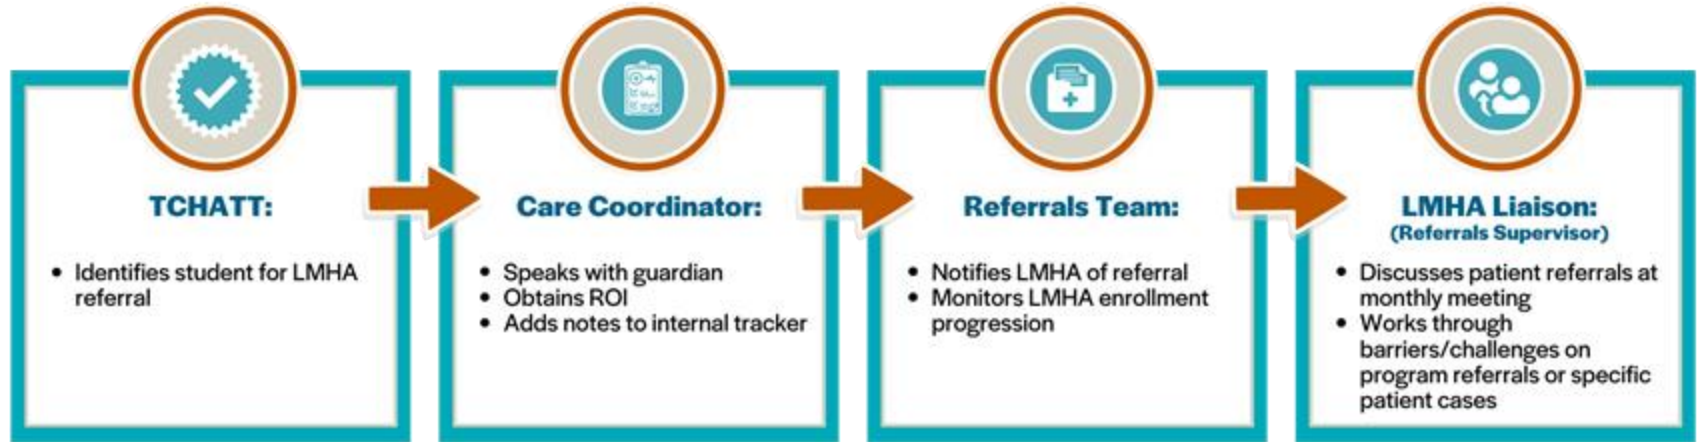 TCHATT:
• Identifies student for LMHA
referral
Care Coordinator:
• Speaks with guardian
• Obtains ROI
• Adds notes to internal tracker
Referrals Team:
• Notifies LMHA of referral
• Monitors LMHA enrollment
progression
LMHA Liaison:
(Referrals Supervisor)
• Discusses patient referrals at
monthly meeting
• Works through
barriers/challenges on
program referrals or specific
patient cases